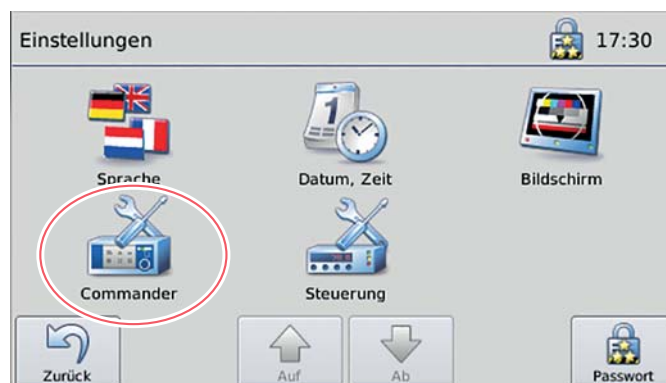 Einstellungen
17:30
Sprache
Datum, Zeit
Bildschirm
Commander
Steuerung
Zurück
Auf
Ab
Passwort